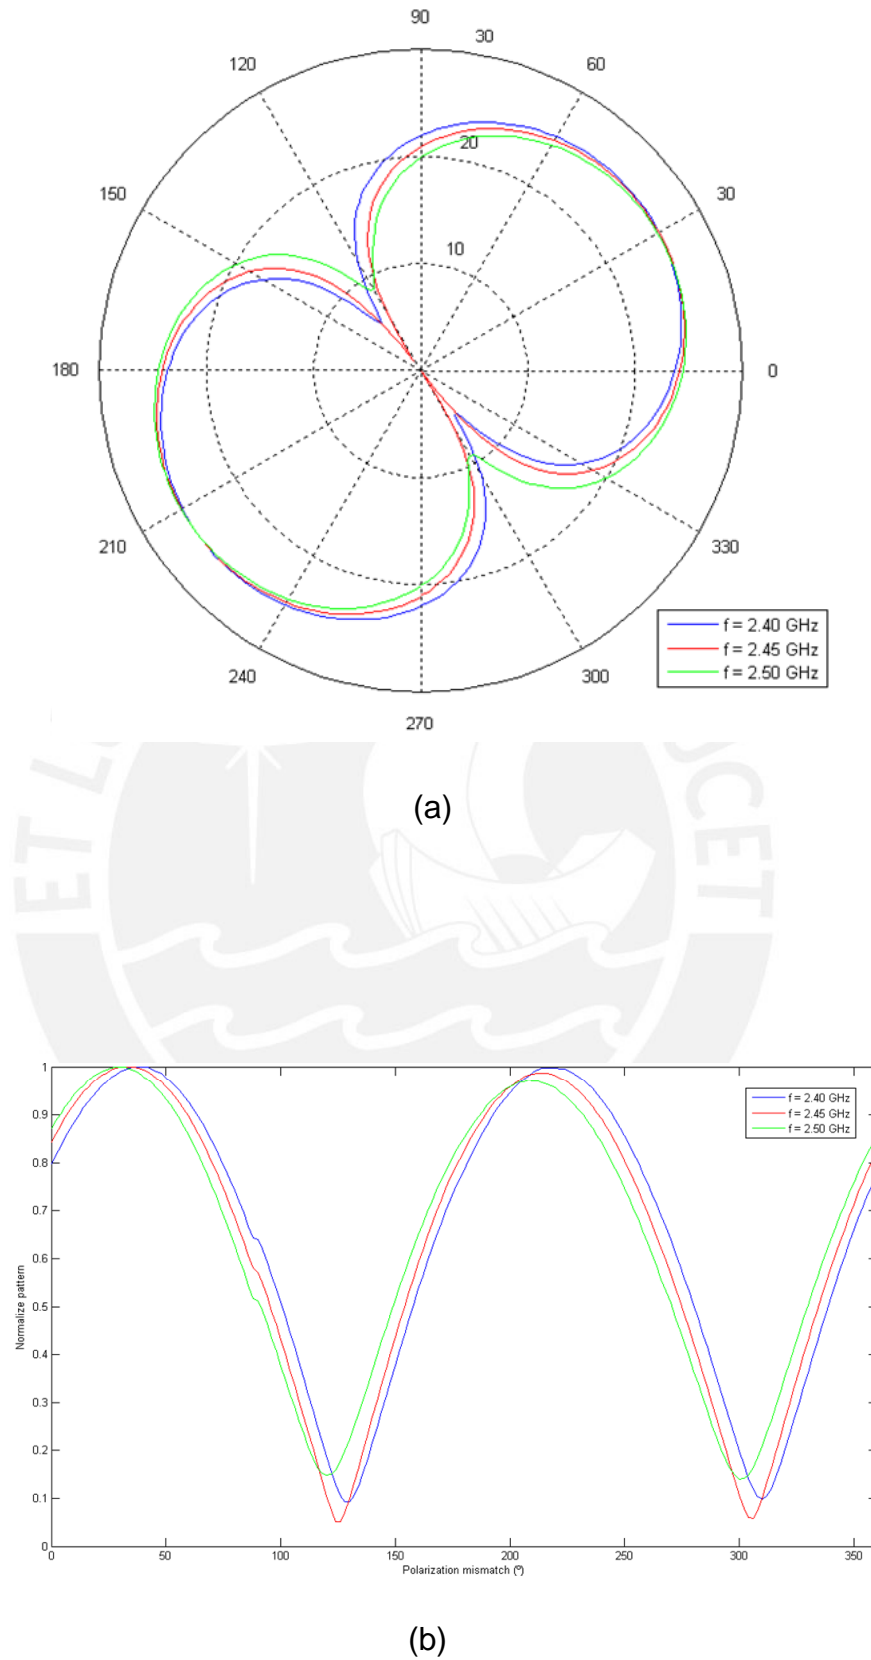 90
120
30
60
20
150
30
10
180
0
210
330
240
300
270
f = 2.40 GHz
f = 2.45 GHz
f = 2.50 GHz
(a)
ET L
UCET
1
0.9
0.8
0.7
0.6
0.5
0.4
0.3
0.2
0.1
0
Normalize pattern
f = 2.40 GHz
f = 2.45 GHz
f = 2.50 GHz
0 50 100 150 200 250 300 350
Polarization mismatch (º)
(b)